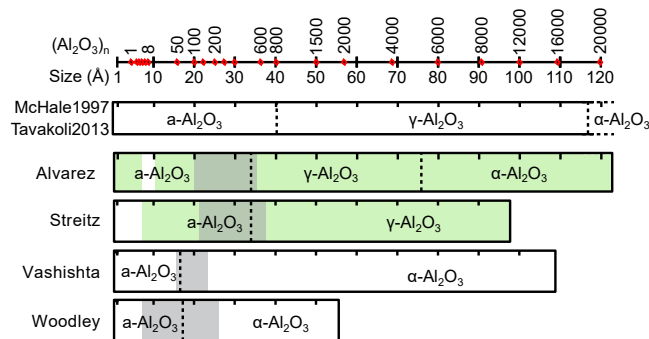 (Al2O3)n 1 8 50 100 200 600 800 1500 2000 4000 6000 8000 12000 16000 20000
Size (Å) 1 10 20 30 40 50 60 70 80 90 100 110 120
McHale1997
Tavakoli2013
a-Al2O3 γ-Al2O3 α-Al2O3
Alvarez a-Al2O3 γ-Al2O3 α-Al2O3
Streitz a-Al2O3 γ-Al2O3
Vashishta a-Al2O3 α-Al2O3
Woodley a-Al2O3 α-Al2O3